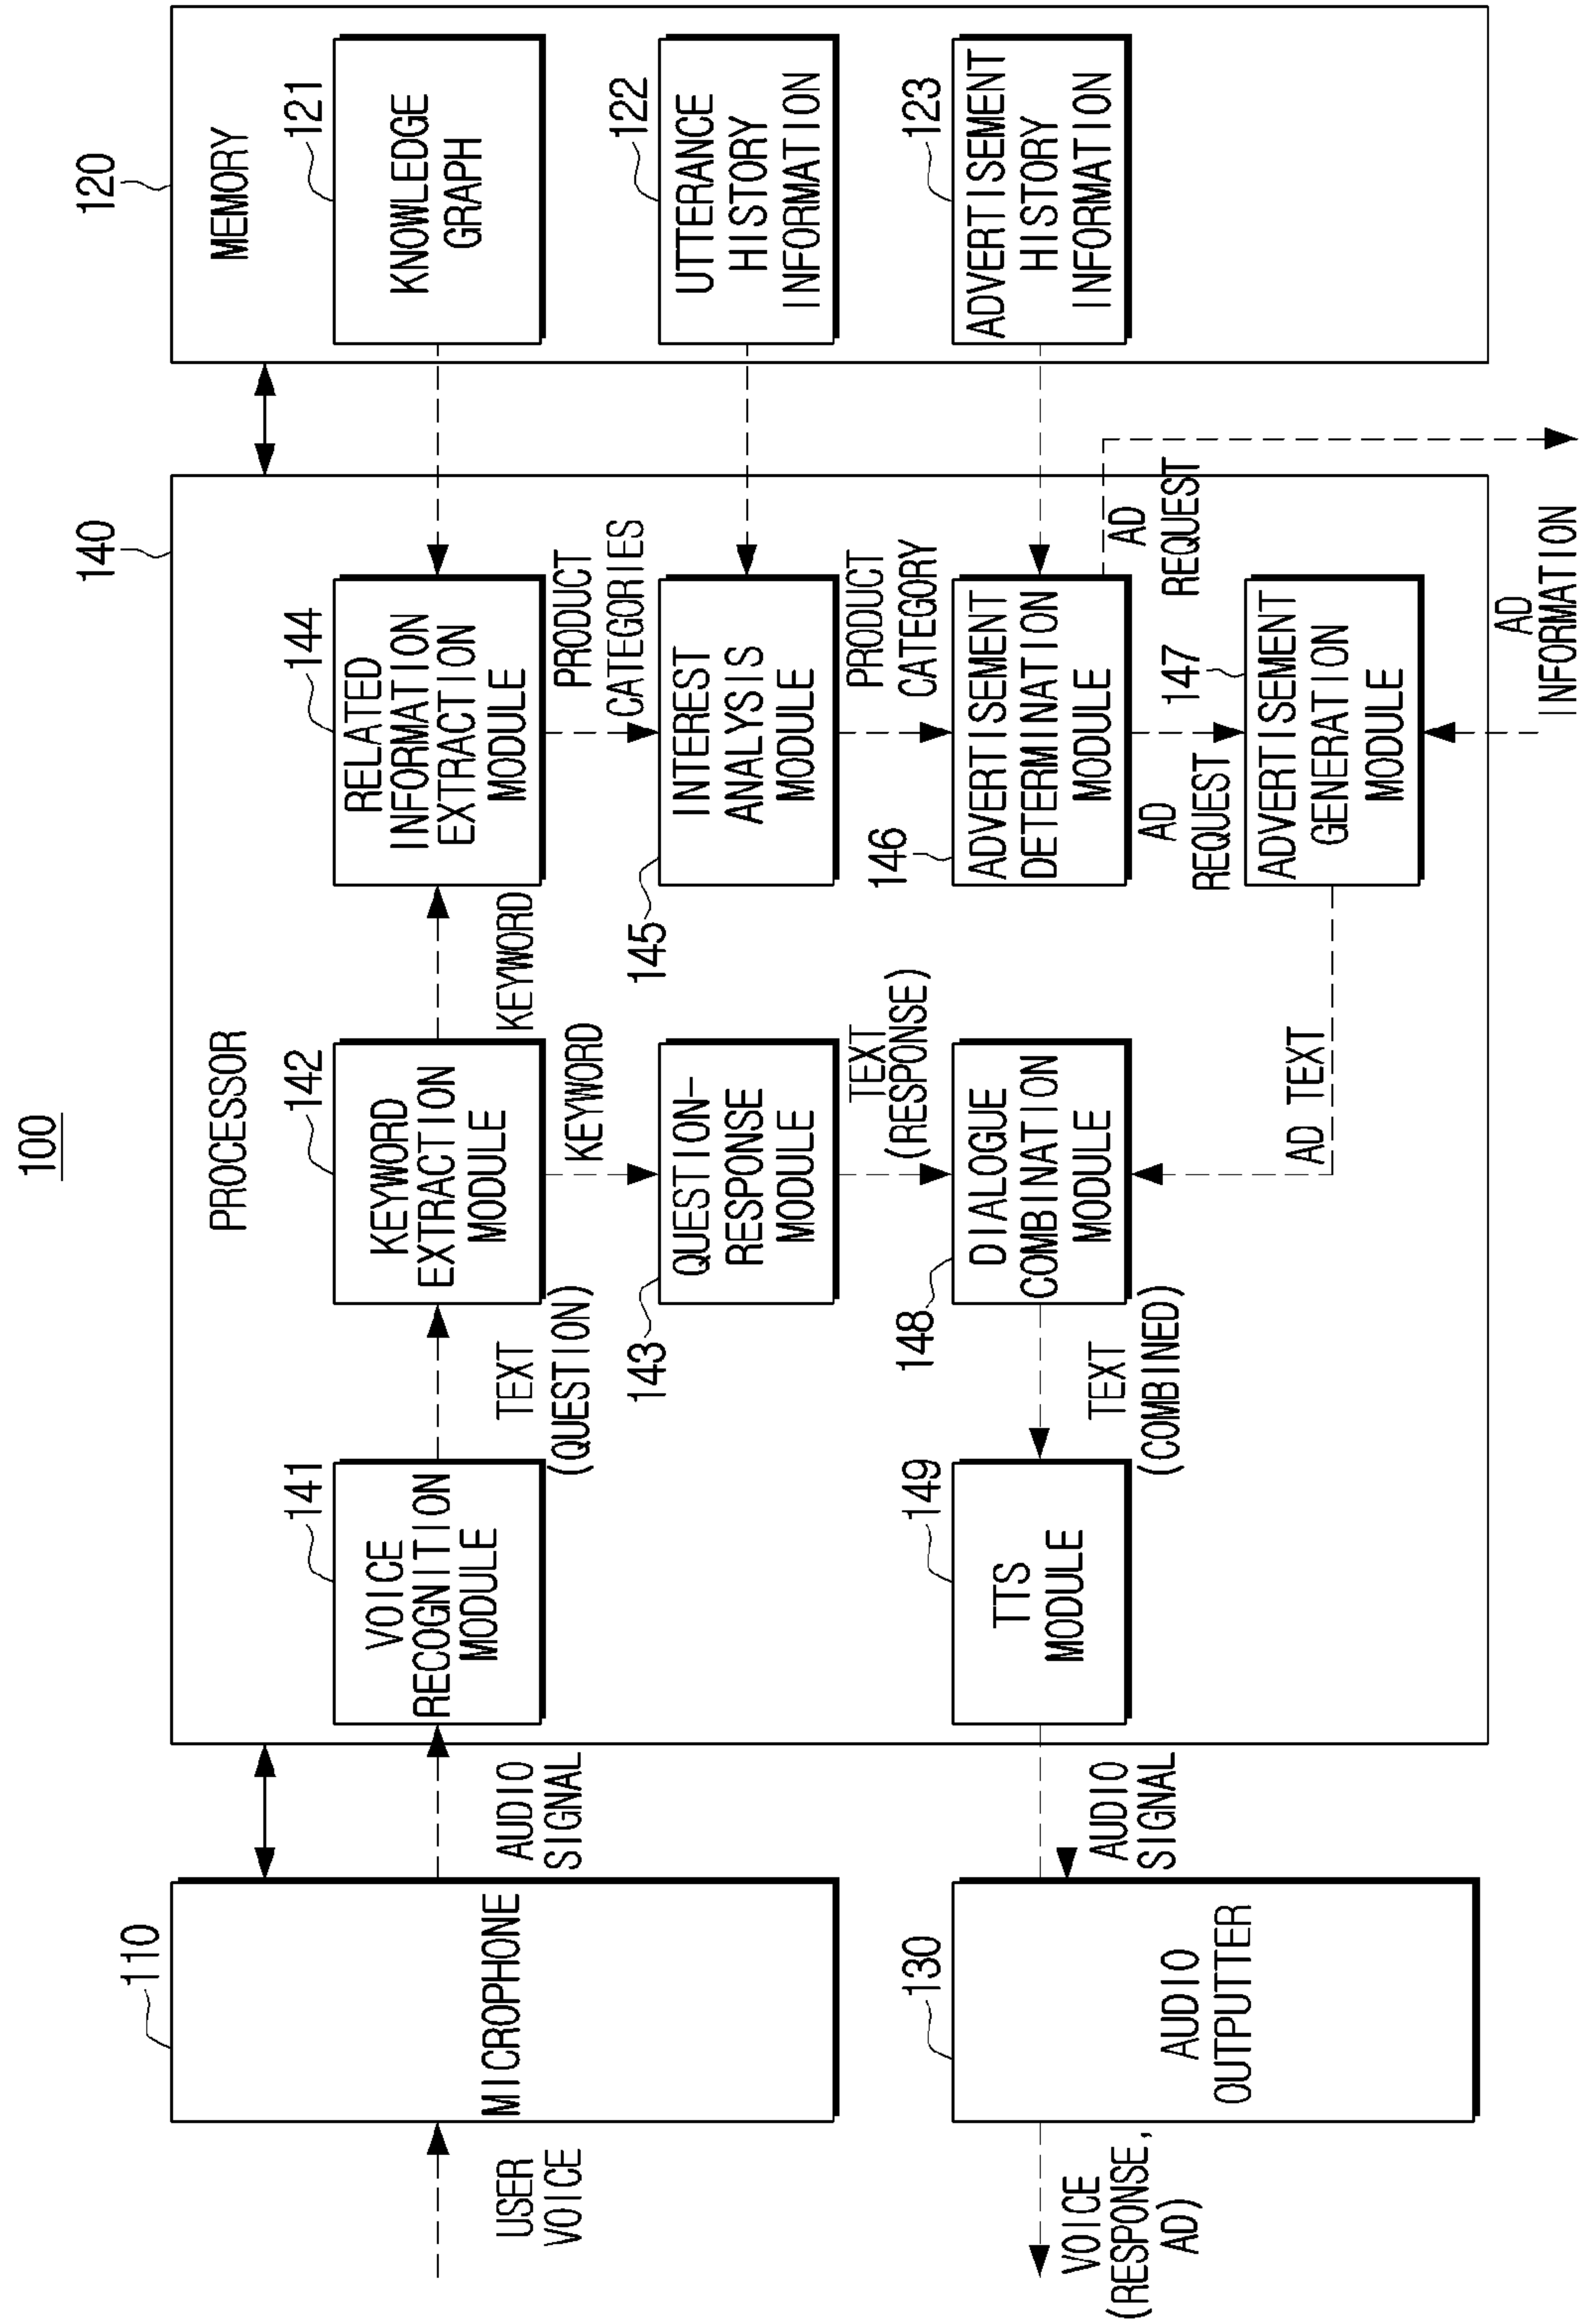 100
110
MICROPHONE
USER
VOICE
AUDIO
SIGNAL
130
AUDIO
OUTPUTTER
VOICE
(RESPONSE,
AD)
AUDIO
SIGNAL
140
PROCESSOR
141
VOICE
RECOGNITION
MODULE
TEXT
(QUESTION)
142
KEYWORD
EXTRACTION
MODULE
KEYWORD
KEYWORD
143
QUESTION-
RESPONSE
MODULE
TEXT
(RESPONSE)
144
RELATED
INFORMATION
EXTRACTION
MODULE
PRODUCT
CATEGORIES
145
INTEREST
ANALYSIS
MODULE
PRODUCT
CATEGORY
146
ADVERTISEMENT
DETERMINATION
MODULE
AD
REQUEST
AD
REQUEST
147
ADVERTISEMENT
GENERATION
MODULE
AD
INFORMATION
AD TEXT
148
DIALOGUE
COMBINATION
MODULE
TEXT
(COMBINED)
149
TTS
MODULE
120
MEMORY
121
KNOWLEDGE
GRAPH
122
UTTERANCE
HISTORY
INFORMATION
123
ADVERTISEMENT
HISTORY
INFORMATION